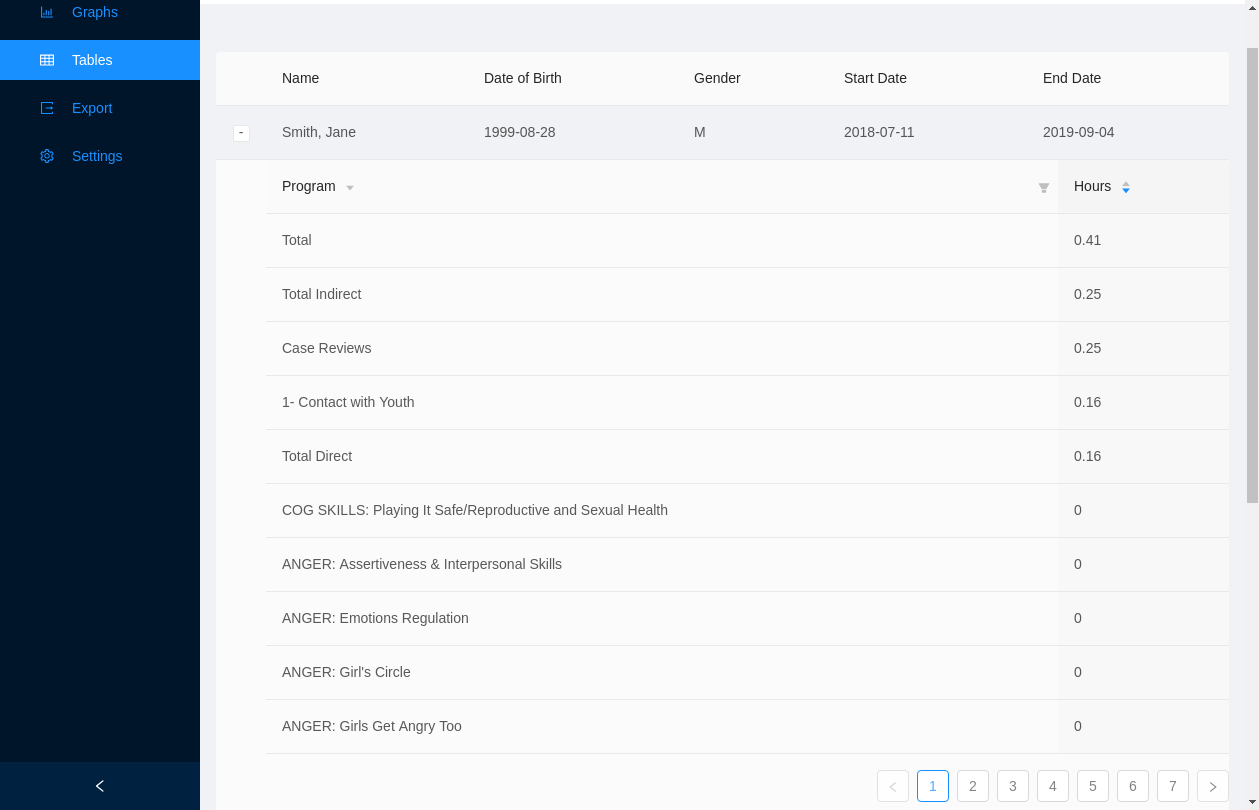 Graphs
Tables
Export
Settings
Name Date of Birth Gender Start Date End Date
- Smith, Jane 1999-08-28 M 2018-07-11 2019-09-04
Program Hours
Total 0.41
Total Indirect 0.25
Case Reviews 0.25
1- Contact with Youth 0.16
Total Direct 0.16
COG SKILLS: Playing It Safe/Reproductive and Sexual Health 0
ANGER: Assertiveness & Interpersonal Skills 0
ANGER: Emotions Regulation 0
ANGER: Girl's Circle 0
ANGER: Girls Get Angry Too 0
1 2 3 4 5 6 7